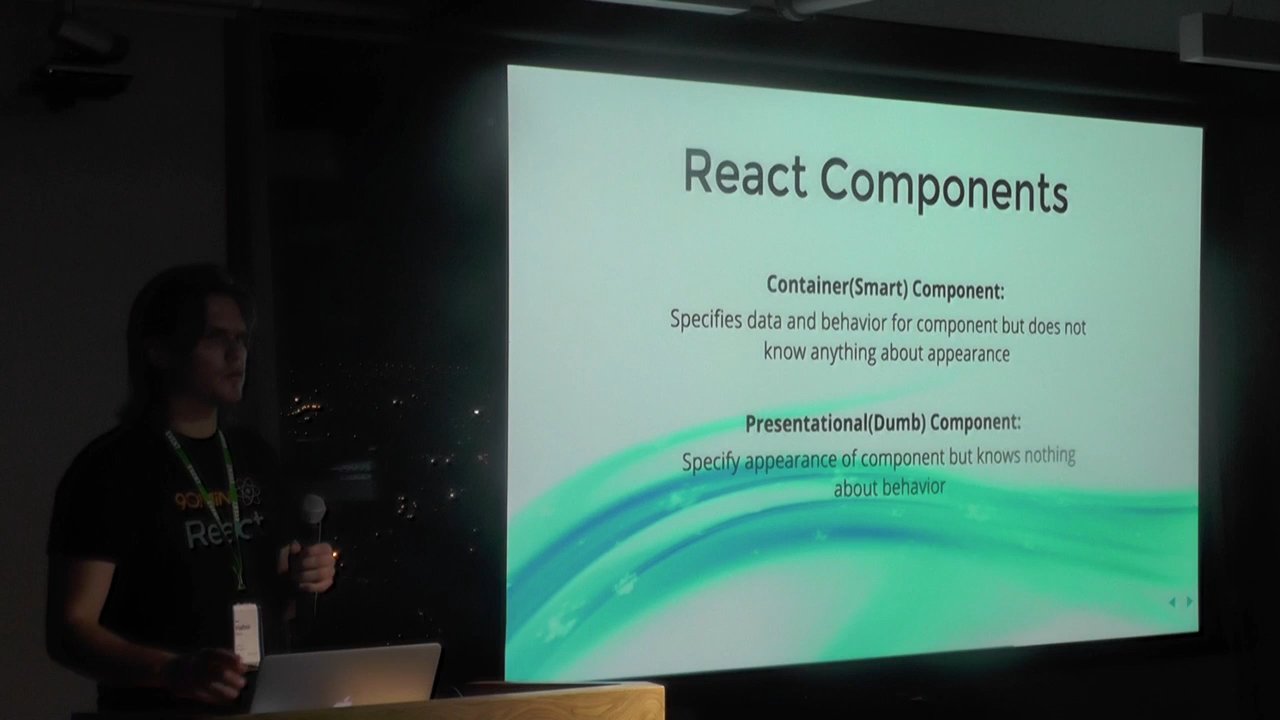 React Components
Container(Smart) Component:
Specifies data and behavior for component but does not
know anything about appearance
Presentational(Dumb) Component:
Specify appearance of component but knows nothing
about behavior